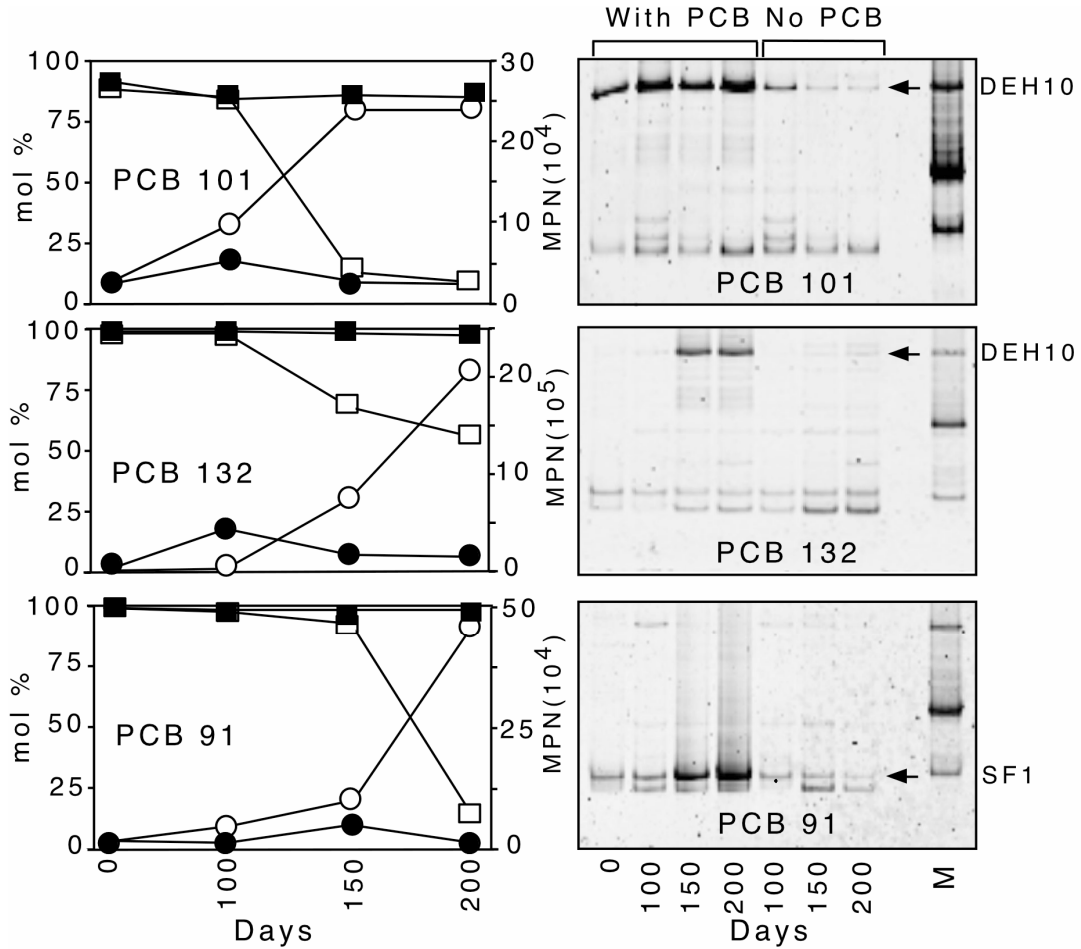 With PCB No PCB
100
75
50
25
0
mol %
PCB 101
30
20
10
0
MPN(10⁴)
DEH10
PCB 101
100
75
50
25
0
mol %
PCB 132
20
10
0
MPN(10⁵)
DEH10
PCB 132
100
75
50
25
0
mol %
PCB 91
50
25
0
MPN(10⁴)
SF1
PCB 91
0 100 150 200
Days
0 100 150 200 100 150 200 M
Days